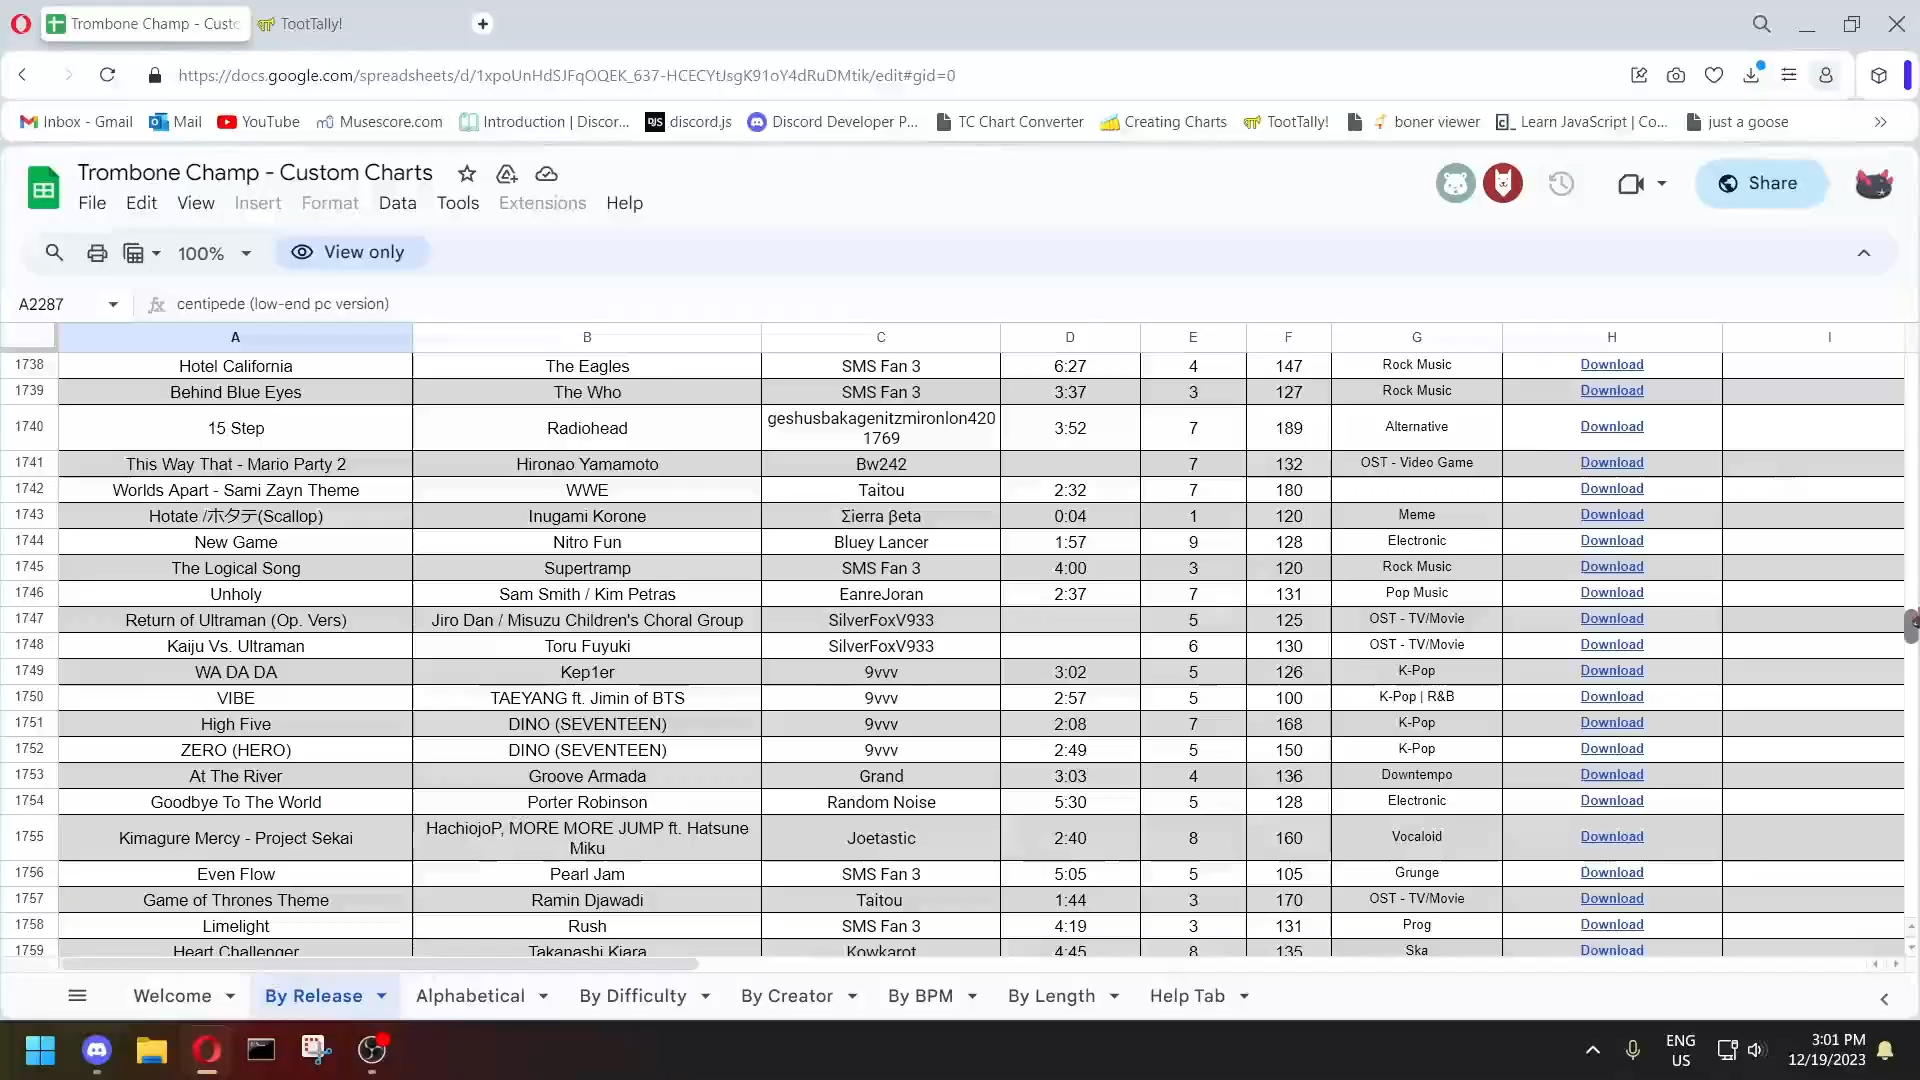 Trombone Champ - Custo
TootTally!
https://docs.google.com/spreadsheets/d/1xpoUnHdSJFqOQEK_637-HCECYtJsgK91oY4dRuDMtik/edit#gid=0
Inbox - Gmail Mail YouTube Musescore.com Introduction | Discor... discord.js Discord Developer P... TC Chart Converter Creating Charts TootTally! boner viewer Learn JavaScript | Co... just a goose
Trombone Champ - Custom Charts
File Edit View Insert Format Data Tools Extensions Help
Share
100% View only
A2287 fx centipede (low-end pc version)
A B C D E F G H I
1738 Hotel California The Eagles SMS Fan 3 6:27 4 147 Rock Music Download
1739 Behind Blue Eyes The Who SMS Fan 3 3:37 3 127 Rock Music Download
1740 15 Step Radiohead geshusbakagenitzmironlon420
1769 3:52 7 189 Alternative Download
1741 This Way That - Mario Party 2 Hironao Yamamoto Bw242 7 132 OST - Video Game Download
1742 Worlds Apart - Sami Zayn Theme WWE Taitou 2:32 7 180 Download
1743 Hotate /ホタテ(Scallop) Inugami Korone Σierra βeta 0:04 1 120 Meme Download
1744 New Game Nitro Fun Bluey Lancer 1:57 9 128 Electronic Download
1745 The Logical Song Supertramp SMS Fan 3 4:00 3 120 Rock Music Download
1746 Unholy Sam Smith / Kim Petras EanreJoran 2:37 7 131 Pop Music Download
1747 Return of Ultraman (Op. Vers) Jiro Dan / Misuzu Children's Choral Group SilverFoxV933 5 125 OST - TV/Movie Download
1748 Kaiju Vs. Ultraman Toru Fuyuki SilverFoxV933 6 130 OST - TV/Movie Download
1749 WA DA DA Kep1er 9vvv 3:02 5 126 K-Pop Download
1750 VIBE TAEYANG ft. Jimin of BTS 9vvv 2:57 5 100 K-Pop | R&B Download
1751 High Five DINO (SEVENTEEN) 9vvv 2:08 7 168 K-Pop Download
1752 ZERO (HERO) DINO (SEVENTEEN) 9vvv 2:49 5 150 K-Pop Download
1753 At The River Groove Armada Grand 3:03 4 136 Downtempo Download
1754 Goodbye To The World Porter Robinson Random Noise 5:30 5 128 Electronic Download
1755 Kimagure Mercy - Project Sekai HachiojoP, MORE MORE JUMP ft. Hatsune
Miku Joetastic 2:40 8 160 Vocaloid Download
1756 Even Flow Pearl Jam SMS Fan 3 5:05 5 105 Grunge Download
1757 Game of Thrones Theme Ramin Djawadi Taitou 1:44 3 170 OST - TV/Movie Download
1758 Limelight Rush SMS Fan 3 4:19 3 131 Prog Download
1759 Heart Challenger Takanashi Kiara Kowkarot 4:45 8 135 Ska Download
Welcome By Release Alphabetical By Difficulty By Creator By BPM By Length Help Tab
ENG
US
3:01 PM
12/19/2023